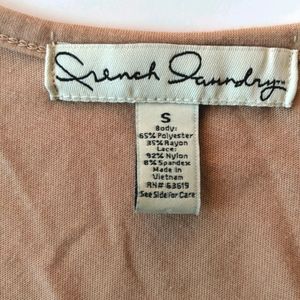 French Laundry
S
Body:
65% Polyester
35% Rayon
Lace:
92% Nylon
8% Spandex
Made in
Vietnam
RN# 63619
See Side For Care